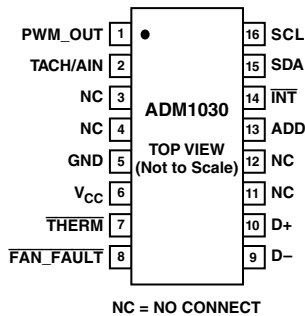 PWM_OUT 1 16 SCL
TACH/AIN 2 15 SDA
NC 3 14 INT
NC 4 ADM1030 13 ADD
GND 5 TOP VIEW 12 NC
(Not to Scale)
VCC 6 11 NC
THERM 7 10 D+
FAN_FAULT 8 9 D–
NC = NO CONNECT